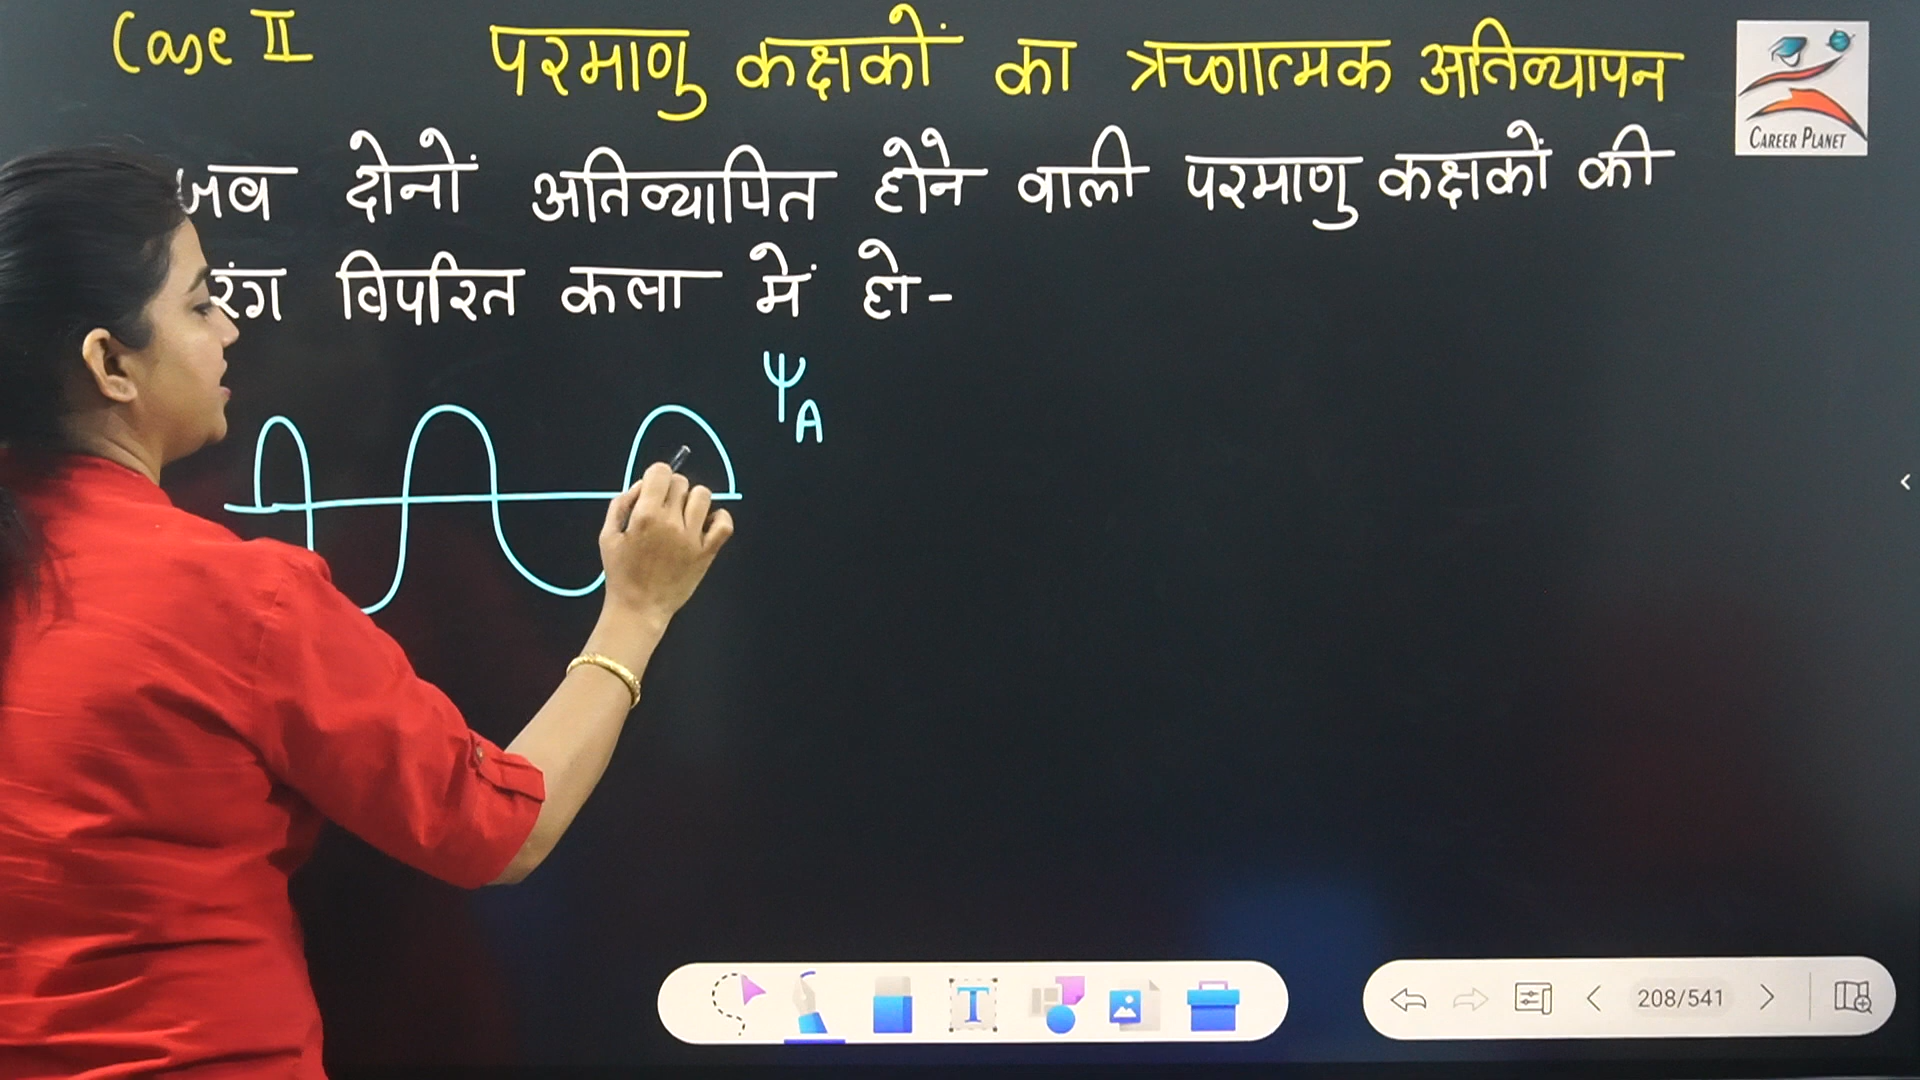 Case II परमाणु कक्षकों का ऋणात्मक अतिव्यापन
CAREER PLANET
जब दोनों अतिव्यापित होने वाली परमाणु कक्षकों की
विपरित कला में हो-
ΨA
T
208/541